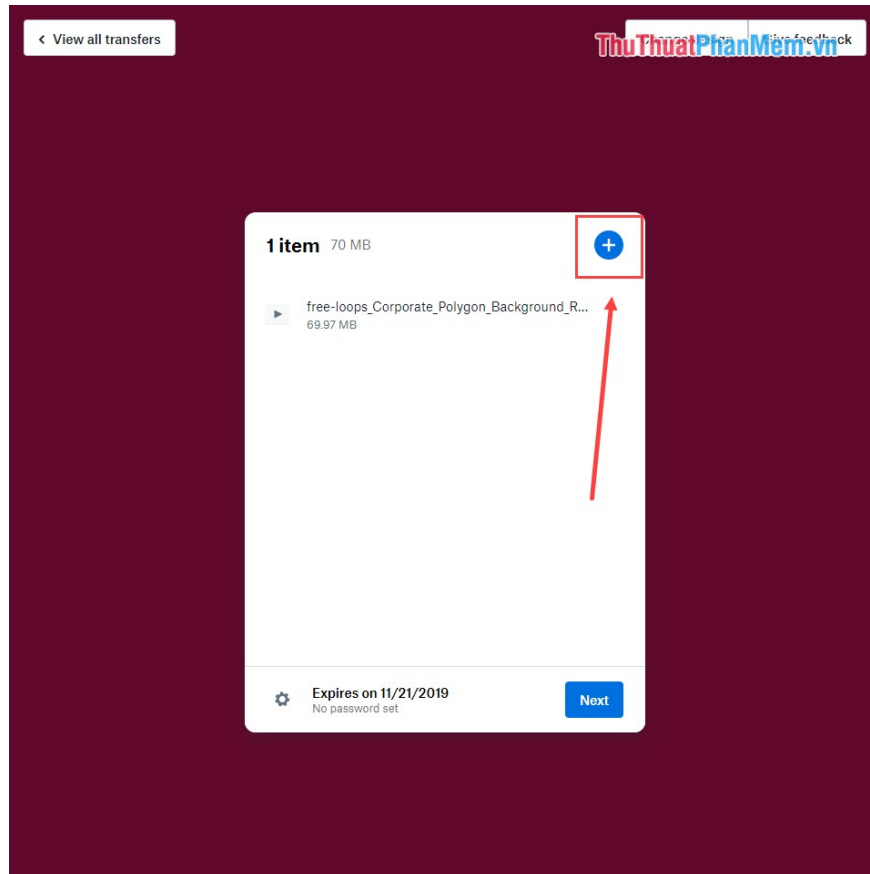 View all transfers
ThuThuatPhanMem.vn
feedback
1 item 70 MB
free-loops_Corporate_Polygon_Background_R...
69.97 MB
Expires on 11/21/2019
No password set
Next